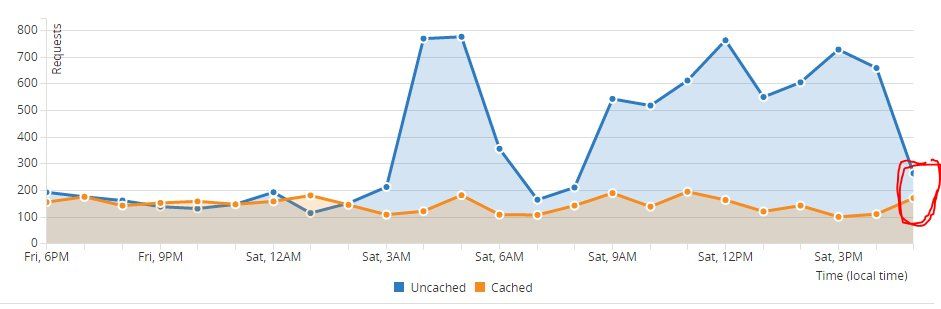 Requests
800
700
600
500
400
300
200
100
0
Fri, 6PM Fri, 9PM Sat, 12AM Sat, 3AM Sat, 6AM Sat, 9AM Sat, 12PM Sat, 3PM
Time (local time)
Uncached Cached